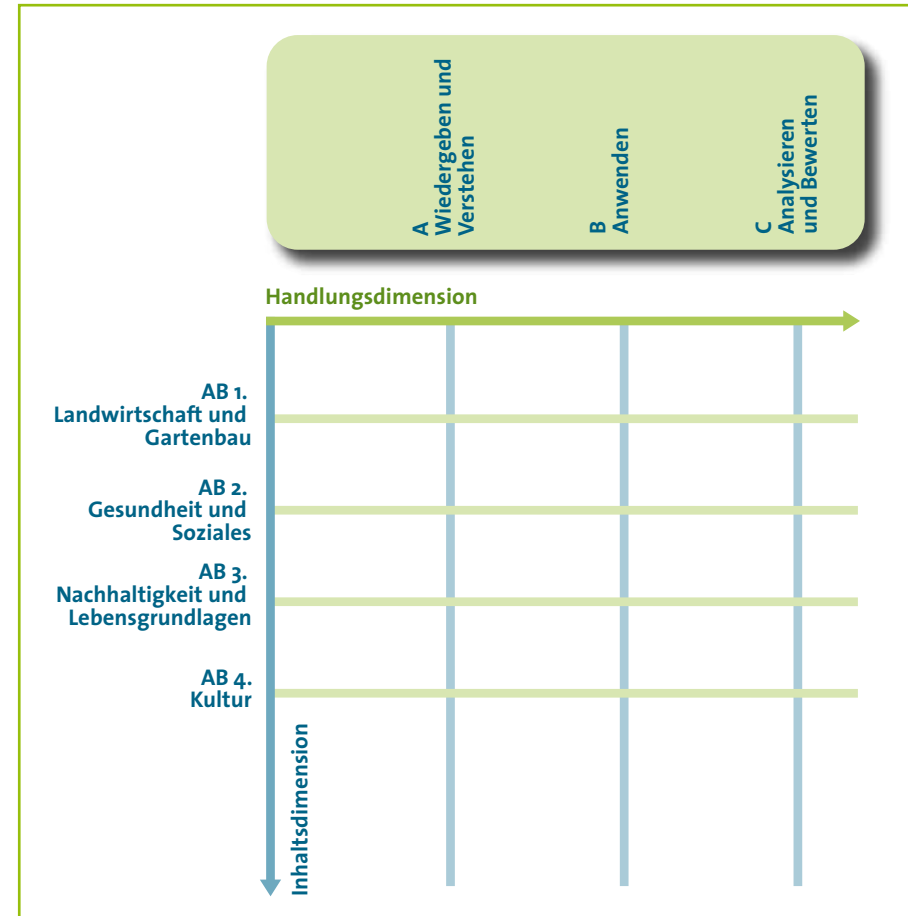 A
Wiedergeben und
Verstehen
B
Anwenden
C
Analysieren
und Bewerten
Handlungsdimension
AB 1.
Landwirtschaft und
Gartenbau
AB 2.
Gesundheit und
Soziales
AB 3.
Nachhaltigkeit und
Lebensgrundlagen
AB 4.
Kultur
Inhaltsdimension